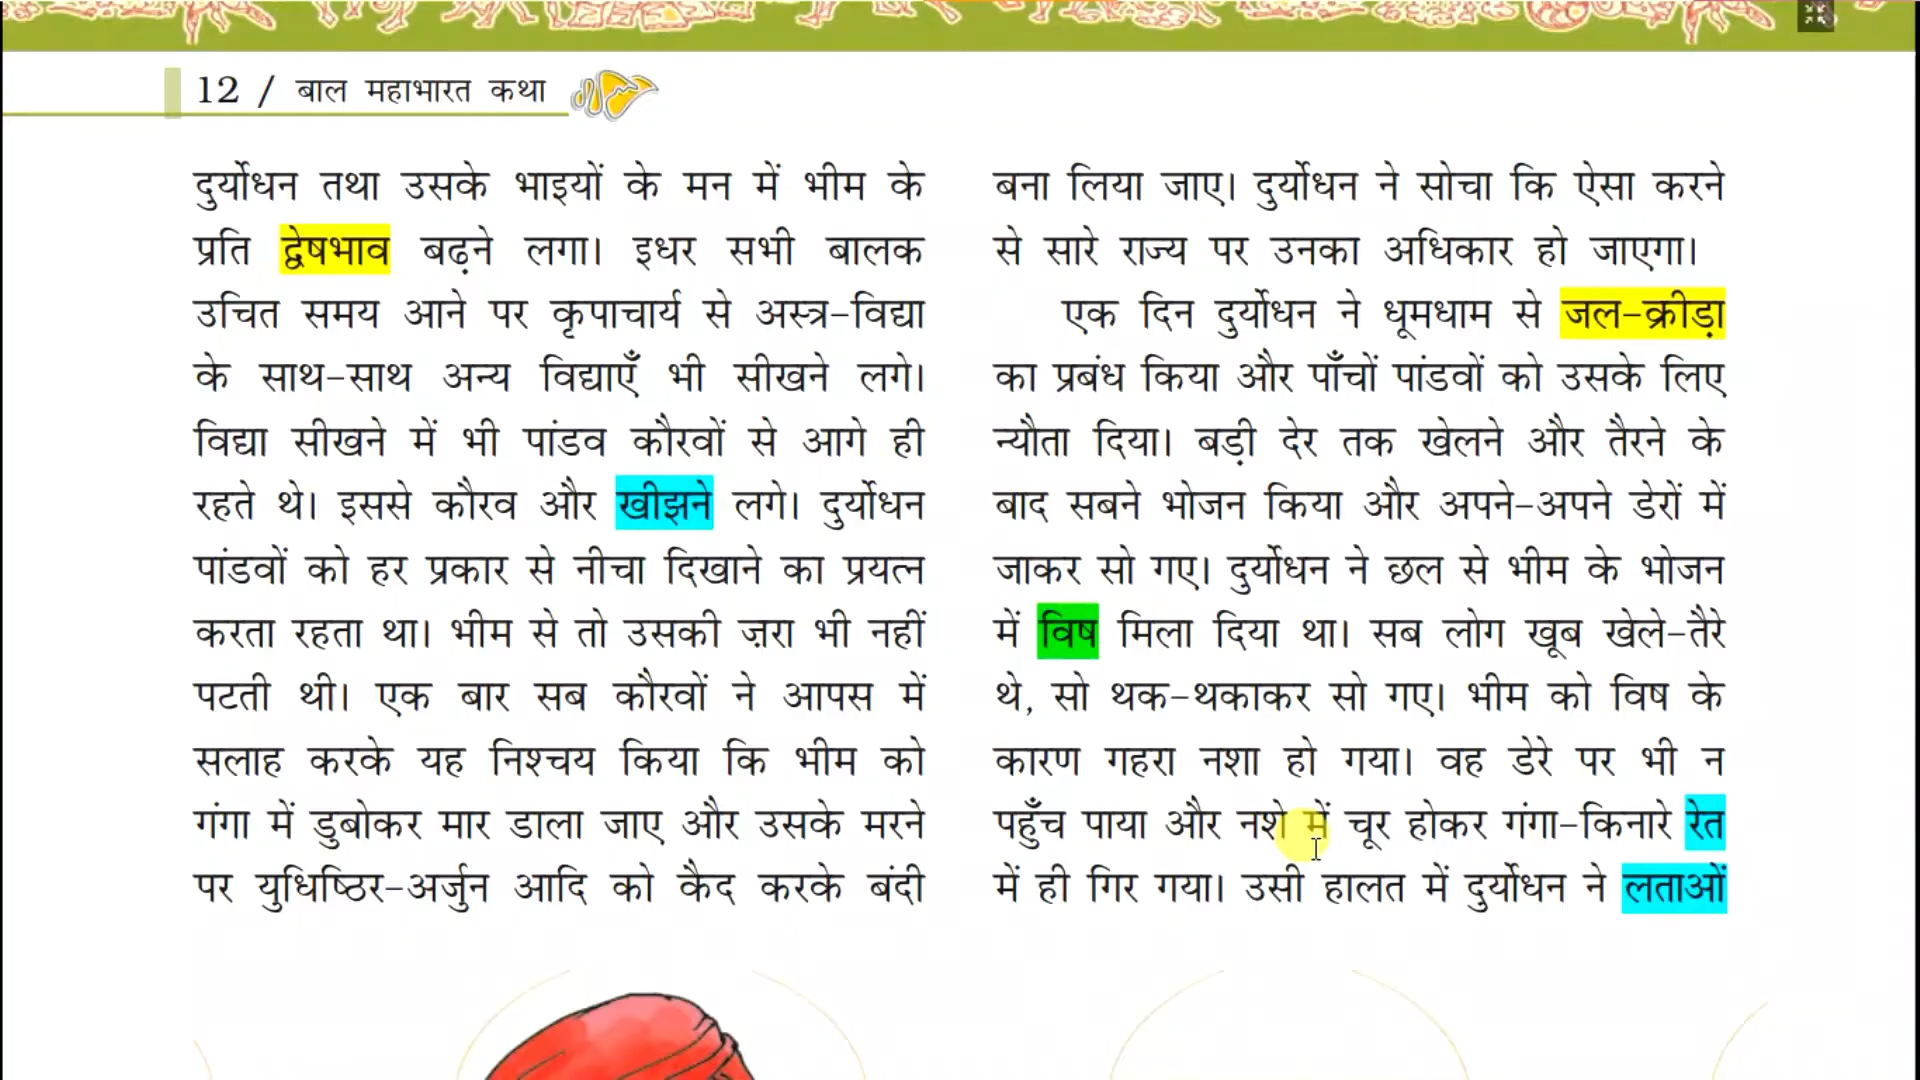 12 / बाल महाभारत कथा
दुर्योधन तथा उसके भाइयों के मन में भीम के
प्रति द्वेषभाव बढ़ने लगा। इधर सभी बालक
उचित समय आने पर कृपाचार्य से अस्त्र-विद्या
के साथ-साथ अन्य विद्याएँ भी सीखने लगे।
विद्या सीखने में भी पांडव कौरवों से आगे ही
रहते थे। इससे कौरव और खीझने लगे। दुर्योधन
पांडवों को हर प्रकार से नीचा दिखाने का प्रयत्न
करता रहता था। भीम से तो उसकी ज़रा भी नहीं
पटती थी। एक बार सब कौरवों ने आपस में
सलाह करके यह निश्चय किया कि भीम को
गंगा में डुबोकर मार डाला जाए और उसके मरने
पर युधिष्ठिर-अर्जुन आदि को कैद करके बंदी
बना लिया जाए। दुर्योधन ने सोचा कि ऐसा करने
से सारे राज्य पर उनका अधिकार हो जाएगा।
एक दिन दुर्योधन ने धूमधाम से जल-क्रीड़ा
का प्रबंध किया और पाँचों पांडवों को उसके लिए
न्यौता दिया। बड़ी देर तक खेलने और तैरने के
बाद सबने भोजन किया और अपने-अपने डेरों में
जाकर सो गए। दुर्योधन ने छल से भीम के भोजन
में विष मिला दिया था। सब लोग खूब खेले-तैरे
थे, सो थक-थकाकर सो गए। भीम को विष के
कारण गहरा नशा हो गया। वह डेरे पर भी न
पहुँच पाया और नशे में चूर होकर गंगा-किनारे रेत
में ही गिर गया। उसी हालत में दुर्योधन ने लताओं